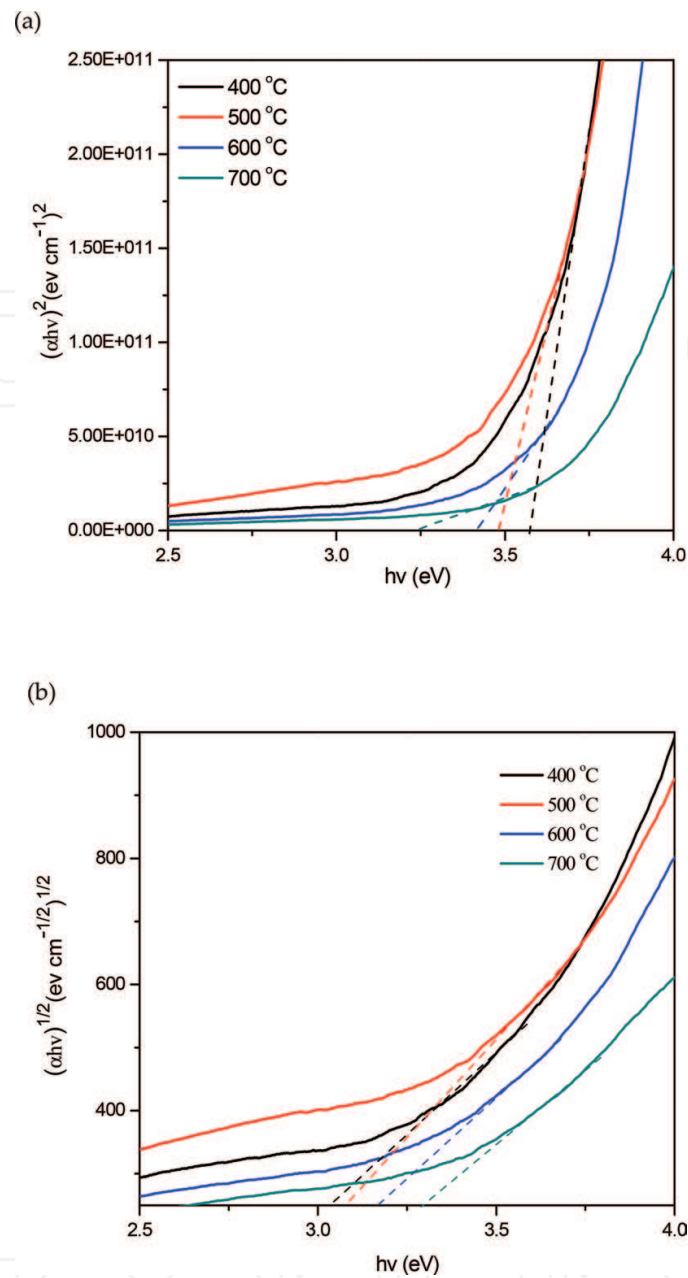 (a)
2.50E+011
2.00E+011
1.50E+011
1.00E+011
5.00E+010
0.00E+000
(αhν)²(ev cm⁻¹)²
400 °C
500 °C
600 °C
700 °C
2.5 3.0 3.5 4.0
hν (eV)
(b)
1000
800
600
400
(αhν)^1/2(ev cm^-1/2)^1/2
400 °C
500 °C
600 °C
700 °C
2.5 3.0 3.5 4.0
hν (eV)